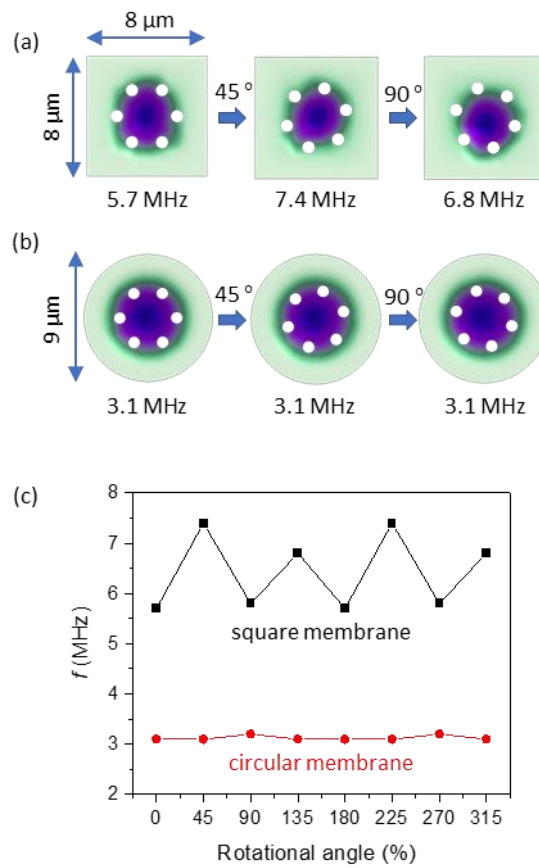 (a)
8 µm
8 µm
45 °
90 °
5.7 MHz
7.4 MHz
6.8 MHz
(b)
9 µm
45 °
90 °
3.1 MHz
3.1 MHz
3.1 MHz
(c)
8
7
6
5
4
3
2
f (MHz)
square membrane
circular membrane
0 45 90 135 180 225 270 315
Rotational angle (%)